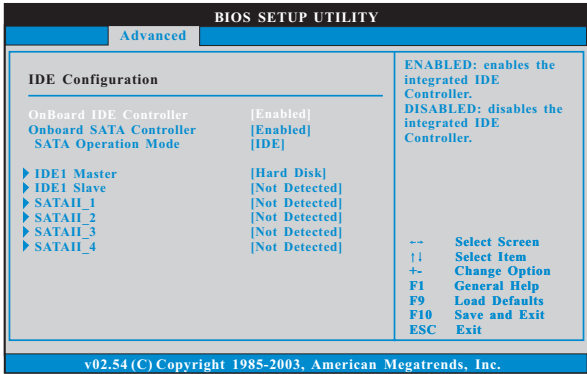 BIOS SETUP UTILITY
Advanced
IDE Configuration
OnBoard IDE Controller [Enabled]
Onboard SATA Controller [Enabled]
SATA Operation Mode [IDE]
IDE1 Master [Hard Disk]
IDE1 Slave [Not Detected]
SATAII_1 [Not Detected]
SATAII_2 [Not Detected]
SATAII_3 [Not Detected]
SATAII_4 [Not Detected]
ENABLED: enables the
integrated IDE
Controller.
DISABLED: disables the
integrated IDE
Controller.
←→ Select Screen
↑↓ Select Item
+- Change Option
F1 General Help
F9 Load Defaults
F10 Save and Exit
ESC Exit
v02.54 (C) Copyright 1985-2003, American Megatrends, Inc.